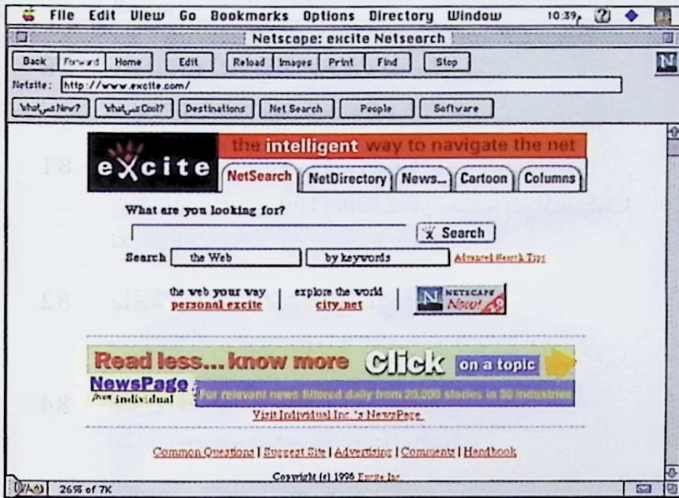 File Edit View Go Bookmarks Options Directory Window 10:39
Netscape: excite Netsearch
Back Forward Home Edit Reload Images Print Find Stop
Netsite: http://www.excite.com/
What's New? What's Cool? Destinations Net Search People Software
the intelligent way to navigate the net
excite
NetSearch NetDirectory News... Cartoon Columns
What are you looking for?
Search
Search the Web by keywords Advanced Search Tips
the web your way explore the world NETSCAPE
personal excite city.net Now!
Read less...know more Click on a topic
NewsPage
from individual For relevant news filtered daily from 20,000 stories in 30 industries
Visit Individual Inc.'s NewsPage
Common Questions | Suggest Site | Advertising | Comments | Handbook
Copyright (c) 1996 Excite Inc.
26% of 7K
81
82
84